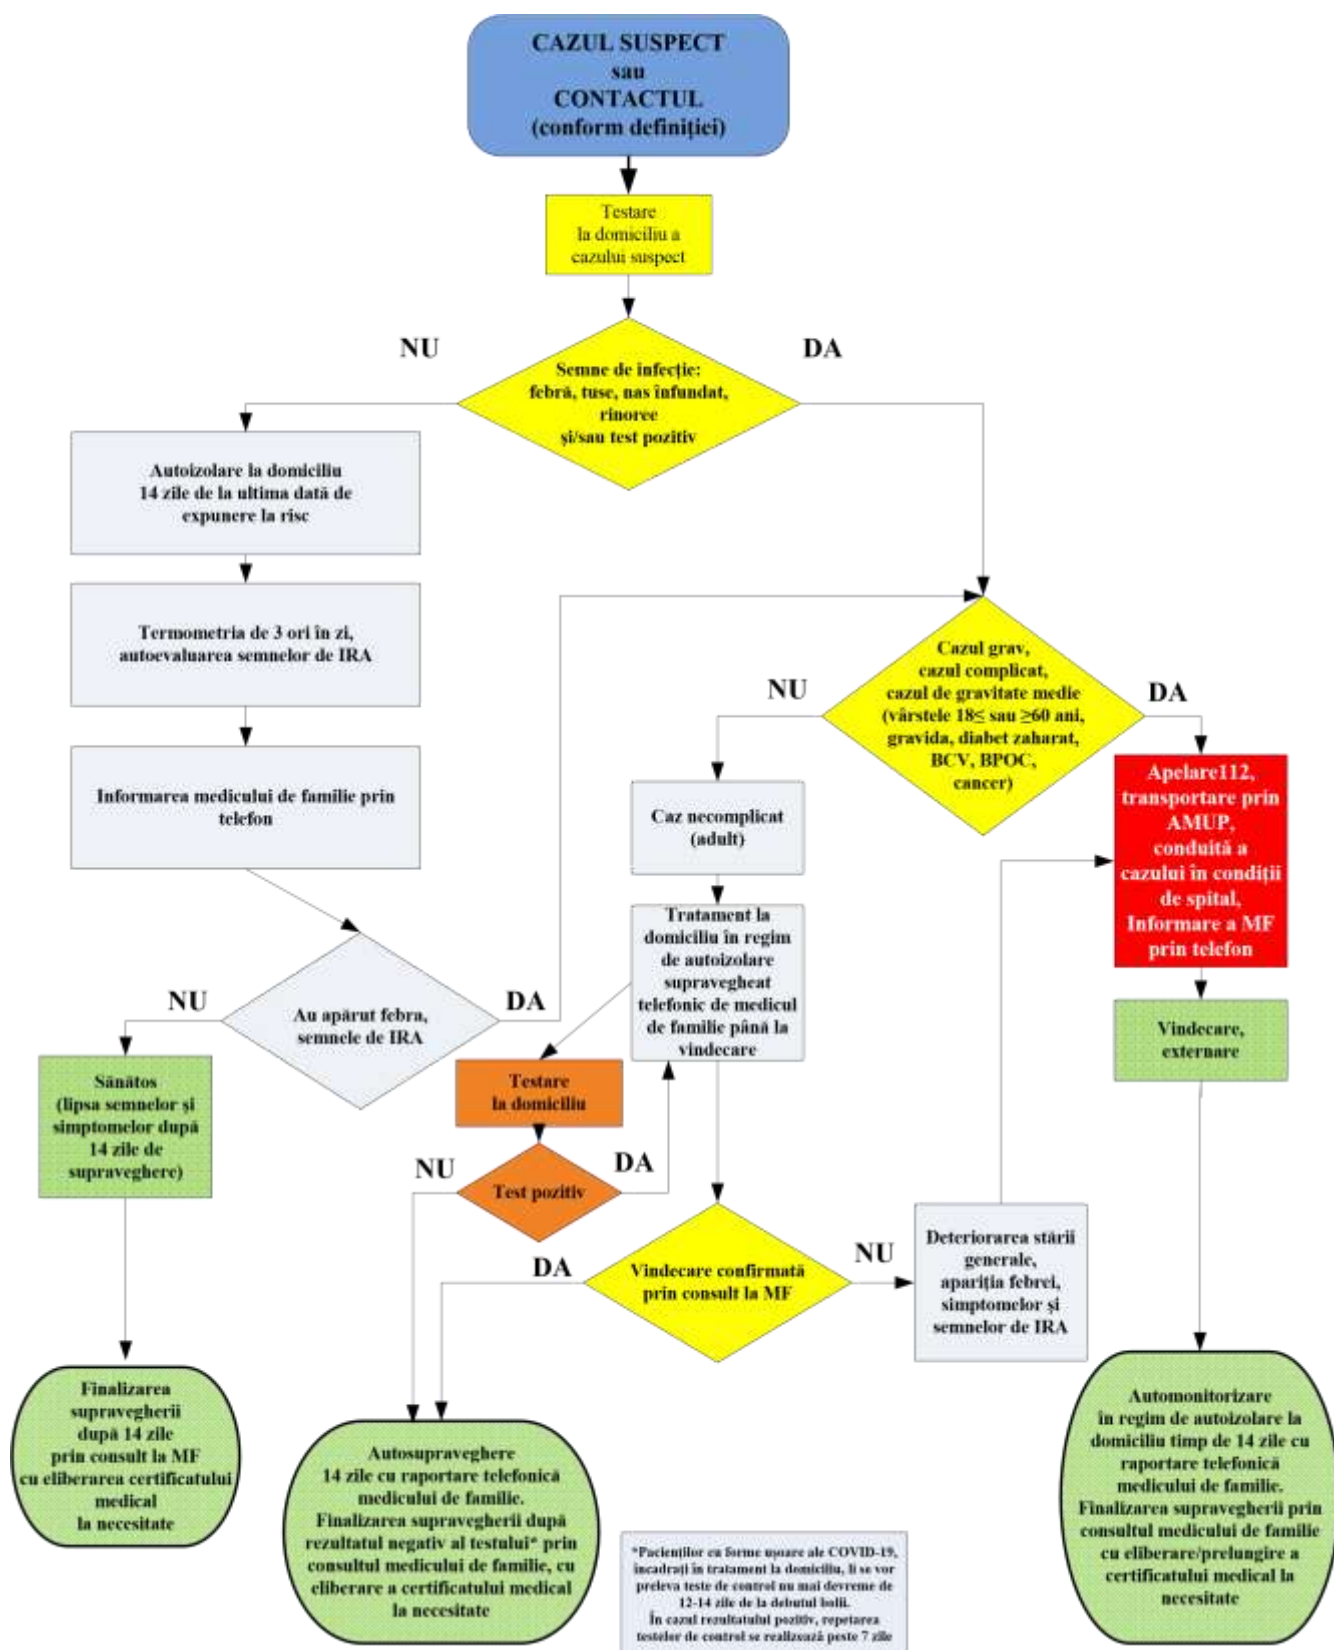 CAZUL SUSPECT
sau
CONTACTUL
(conform definiției)
Testare
la domiciliu a
cazului suspect
NU
DA
Semne de infecție:
febră, tuse, nas înfundat,
rinoree
și/sau test pozitiv
Autoizolare la domiciliu
14 zile de la ultima dată de
expunere la risc
Termometria de 3 ori în zi,
autoevaluarea semnelor de IRA
Informarea medicului de familie prin
telefon
Cazul grav,
cazul complicat,
cazul de gravitate medie
(vârstele 18≤ sau ≥60 ani,
gravida, diabet zaharat,
BCV, BPOC,
cancer)
NU
DA
Caz necomplicat
(adult)
Apelare112,
transportare prin
AMUP,
conduită a
cazului în condiții
de spital,
Informare a MF
prin telefon
Tratament la
domiciliu în regim
de autoizolare
supravegheat
telefonic de medicul
de familie până la
vindecare
NU
DA
Au apărut febra,
semnele de IRA
Vindecare,
externare
Sănătos
(lipsa semnelor și
simptomelor după
14 zile de
supraveghere)
Testare
la domiciliu
NU
DA
Test pozitiv
DA
NU
Vindecare confirmată
prin consult la MF
Deteriorarea stării
generale,
apariția febrei,
simptomelor și
semnelor de IRA
Finalizarea
supravegherii
după 14 zile
prin consult la MF
cu eliberarea certificatului
medical
la necesitate
Autosupraveghere
14 zile cu raportare telefonică
medicului de familie.
Finalizarea supravegherii după
rezultatul negativ al testului* prin
consultul medicului de familie, cu
eliberare a certificatului medical
la necesitate
Automonitorizare
în regim de autoizolare la
domiciliu timp de 14 zile cu
raportare telefonică
medicului de familie.
Finalizarea supravegherii prin
consultul medicului de familie
cu eliberare/prelungire a
certificatului medical la
necesitate
*Pacienților cu forme ușoare ale COVID-19,
încadrați în tratament la domiciliu, li se vor
preleva teste de control nu mai devreme de
12-14 zile de la debutul bolii.
În cazul rezultatului pozitiv, repetarea
testelor de control se realizează peste 7 zile